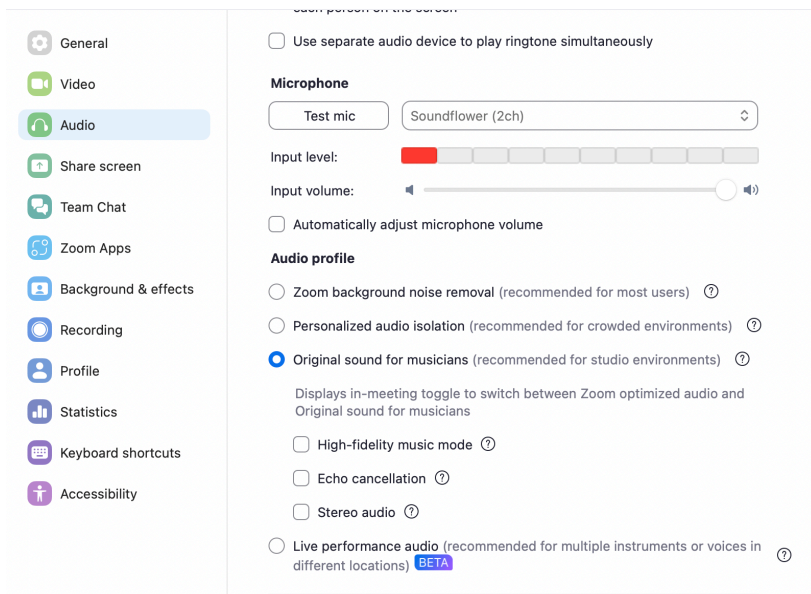 General
Video
Audio
Share screen
Team Chat
Zoom Apps
Background & effects
Recording
Profile
Statistics
Keyboard shortcuts
Accessibility
each person on the screen
Use separate audio device to play ringtone simultaneously
Microphone
Test mic
Soundflower (2ch)
Input level:
Input volume:
Automatically adjust microphone volume
Audio profile
Zoom background noise removal (recommended for most users) ?
Personalized audio isolation (recommended for crowded environments) ?
Original sound for musicians (recommended for studio environments) ?
Displays in-meeting toggle to switch between Zoom optimized audio and
Original sound for musicians
High-fidelity music mode ?
Echo cancellation ?
Stereo audio ?
Live performance audio (recommended for multiple instruments or voices in
different locations) BETA ?